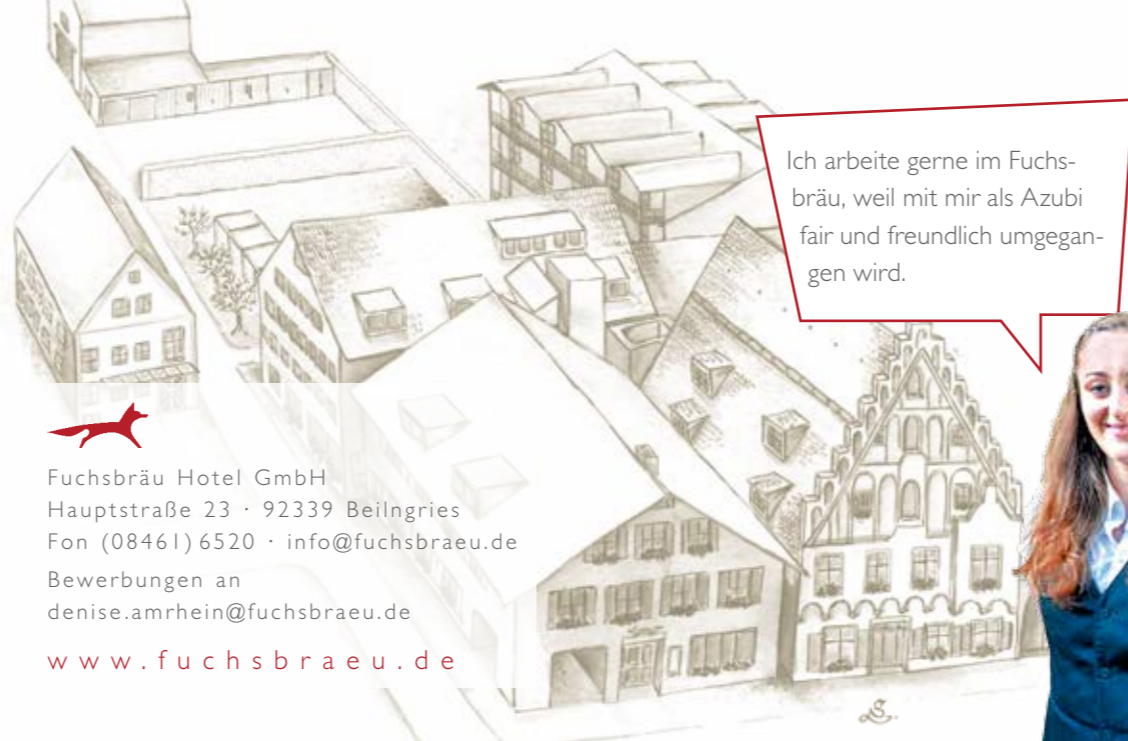 Ich arbeite gerne im Fuchs-
bräu, weil mit mir als Azubi
fair und freundlich umgegan-
gen wird.
Fuchsbräu Hotel GmbH
Hauptstraße 23 · 92339 Beilngries
Fon (08461) 6520 · info@fuchsbraeu.de
Bewerbungen an
denise.amrhein@fuchsbraeu.de
www.fuchsbraeu.de